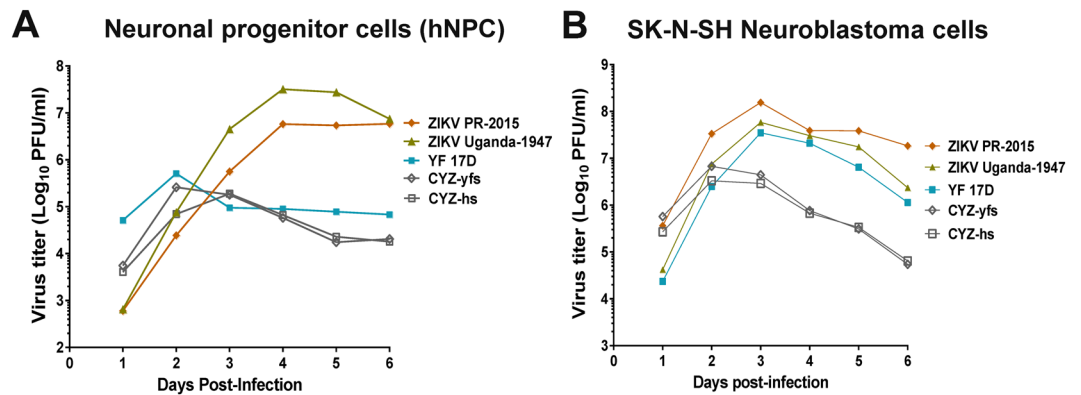 A
Neuronal progenitor cells (hNPC)
Virus titer (Log10 PFU/ml)
8
7
6
5
4
3
2
0
1
2
3
4
5
6
Days Post-Infection
ZIKV PR-2015
ZIKV Uganda-1947
YF 17D
CYZ-yfs
CYZ-hs
B
SK-N-SH Neuroblastoma cells
Virus titer (Log10 PFU/ml)
9
8
7
6
5
4
3
0
1
2
3
4
5
6
Days post-infection
ZIKV PR-2015
ZIKV Uganda-1947
YF 17D
CYZ-yfs
CYZ-hs